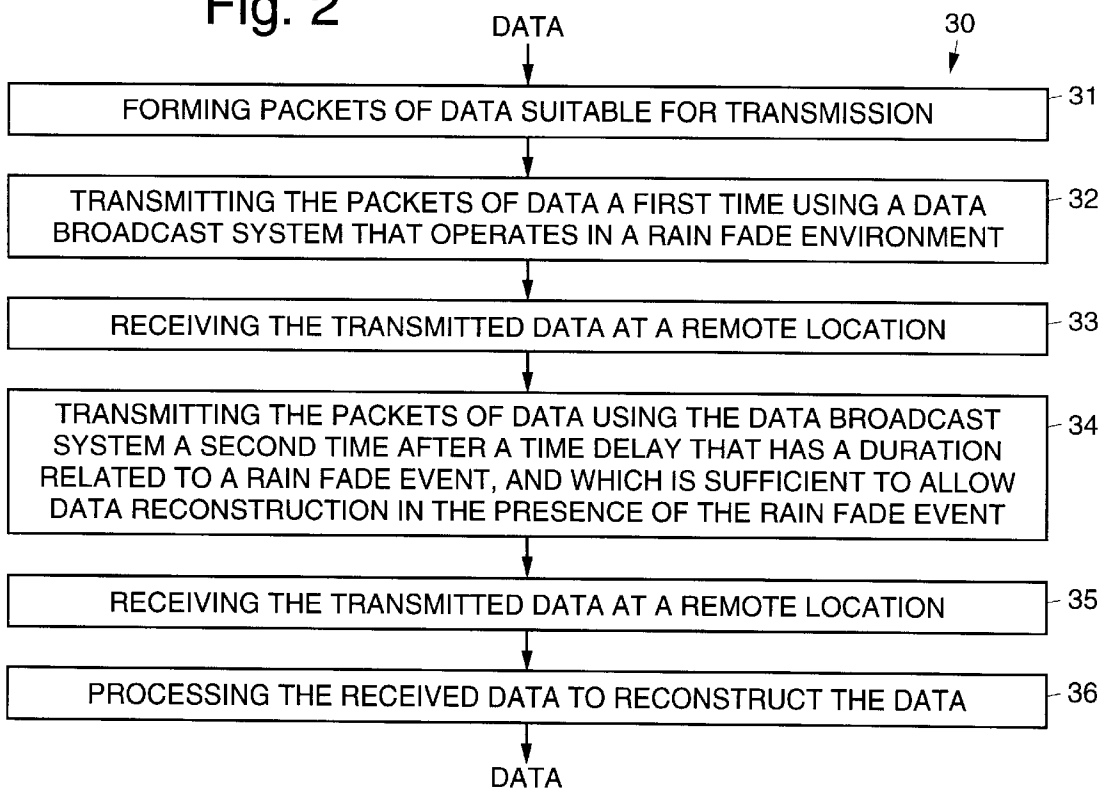 Fig. 2
DATA
30
FORMING PACKETS OF DATA SUITABLE FOR TRANSMISSION
31
TRANSMITTING THE PACKETS OF DATA A FIRST TIME USING A DATA
BROADCAST SYSTEM THAT OPERATES IN A RAIN FADE ENVIRONMENT
32
RECEIVING THE TRANSMITTED DATA AT A REMOTE LOCATION
33
TRANSMITTING THE PACKETS OF DATA USING THE DATA BROADCAST
SYSTEM A SECOND TIME AFTER A TIME DELAY THAT HAS A DURATION
RELATED TO A RAIN FADE EVENT, AND WHICH IS SUFFICIENT TO ALLOW
DATA RECONSTRUCTION IN THE PRESENCE OF THE RAIN FADE EVENT
34
RECEIVING THE TRANSMITTED DATA AT A REMOTE LOCATION
35
PROCESSING THE RECEIVED DATA TO RECONSTRUCT THE DATA
36
DATA